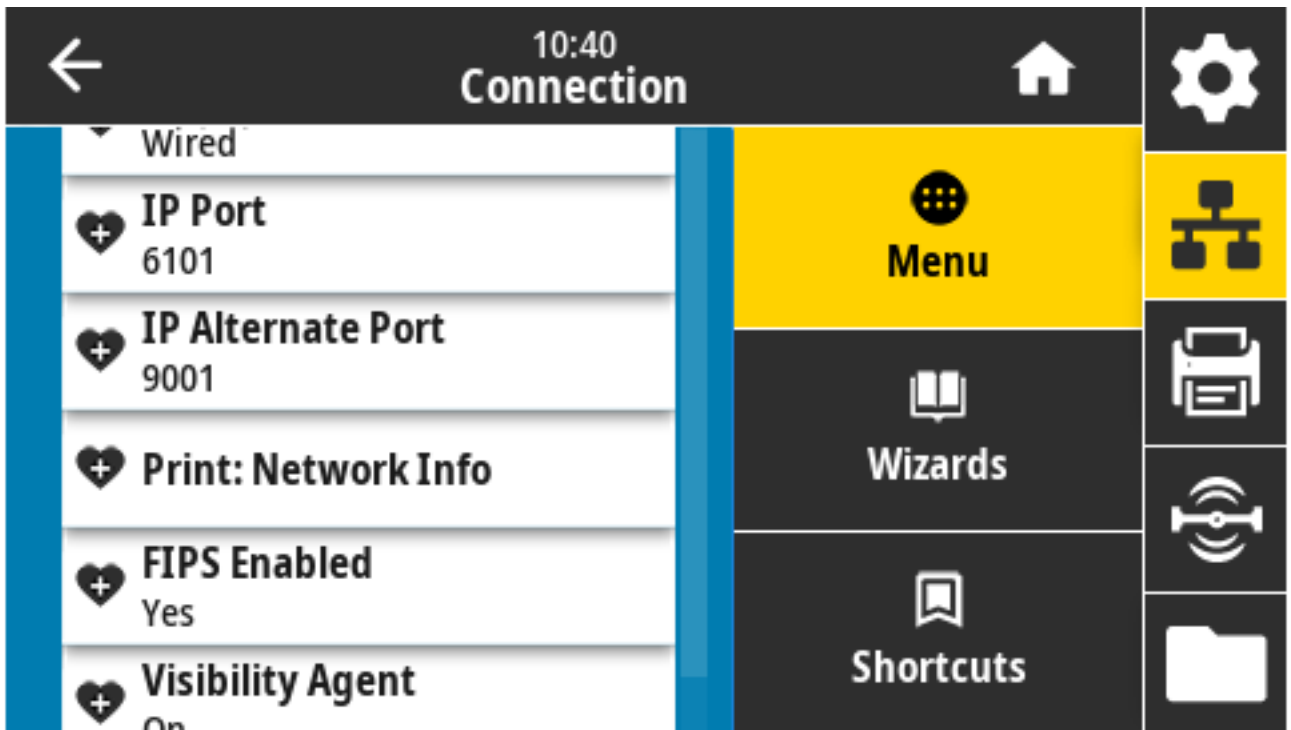 10:40
Connection
Wired
IP Port
6101
IP Alternate Port
9001
Print: Network Info
FIPS Enabled
Yes
Visibility Agent
On
Menu
Wizards
Shortcuts